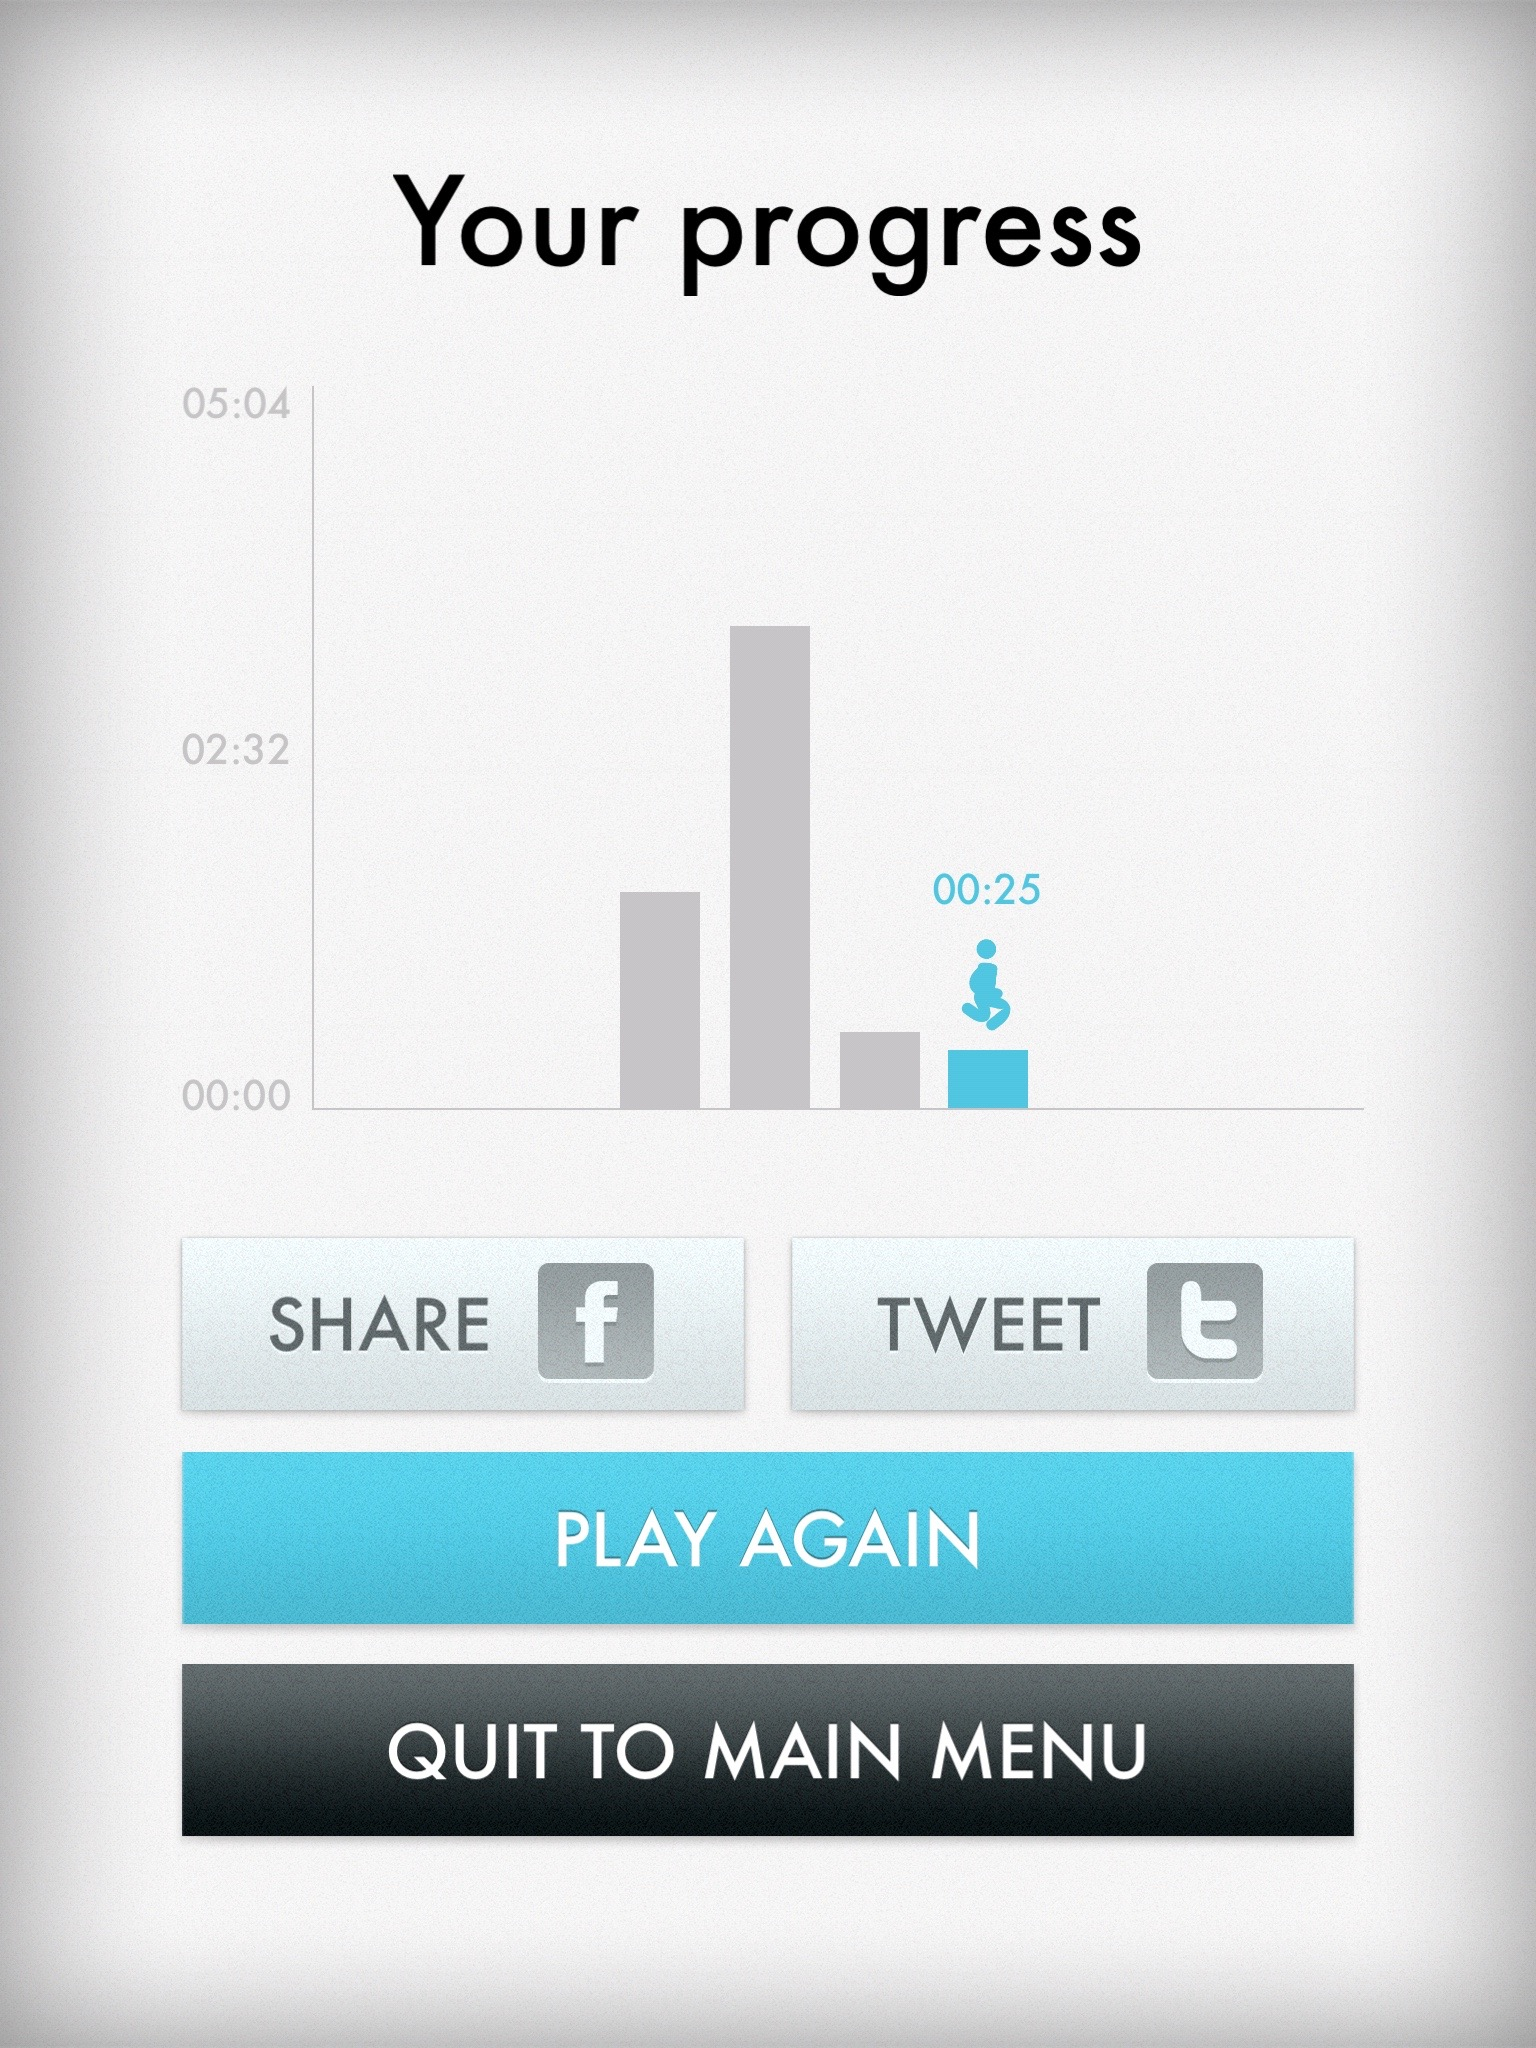 Your progress
05:04
02:32
00:25
00:00
SHARE f
TWEET t
PLAY AGAIN
QUIT TO MAIN MENU